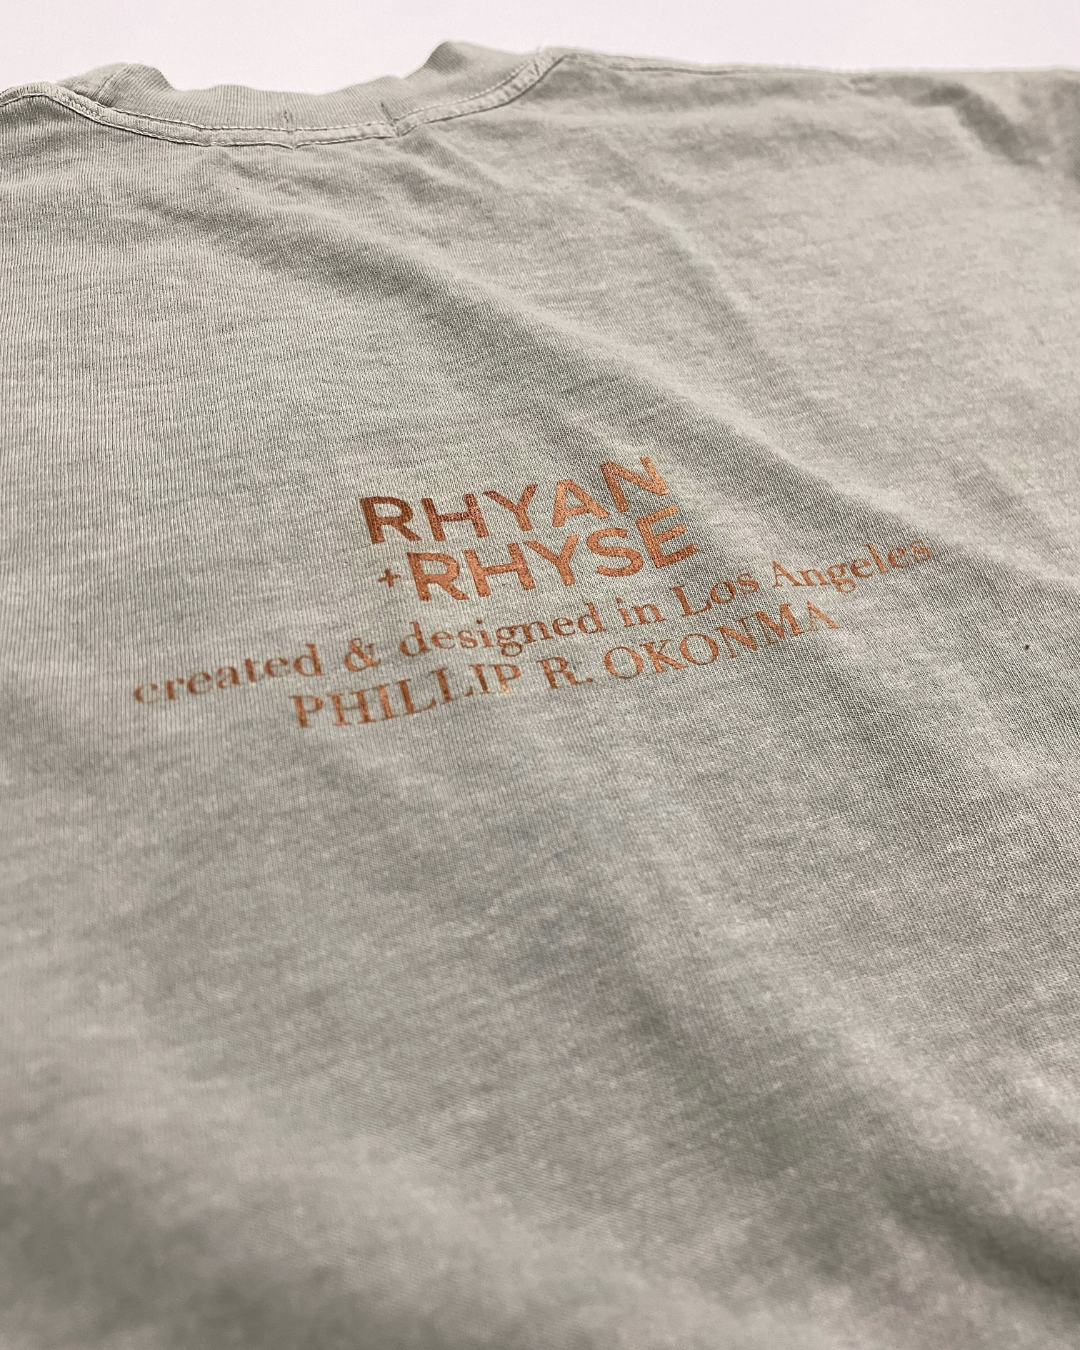 RHYAN
+RHYSE
created & designed in Los Angeles
PHILLIP R. OKONMA